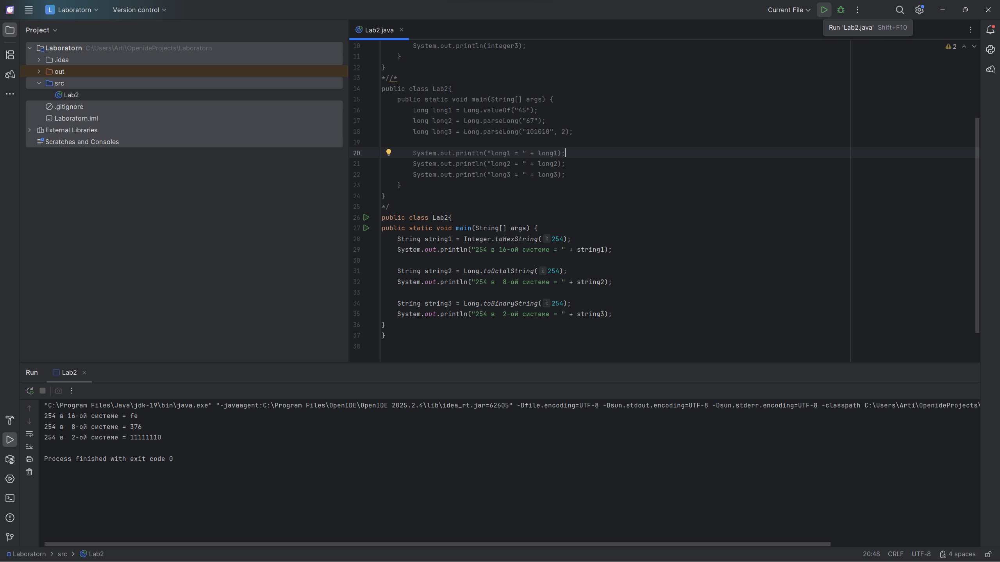 L Laboratorn Version control Current File
Run 'Lab2.java' Shift+F10
Project
Laboratorn C:\Users\Arti\OpenideProjects\Laboratorn
.idea
out
src
Lab2
.gitignore
Laboratorn.iml
External Libraries
Scratches and Consoles
Lab2.java
2
10 System.out.println(integer3);
11 }
12 }
13 *//*
14 public class Lab2{
15 public static void main(String[] args) {
16 Long long1 = Long.valueOf("45");
17 long long2 = Long.parseLong("67");
18 long long3 = Long.parseLong("101010", 2);
19
20 System.out.println("long1 = " + long1);
21 System.out.println("long2 = " + long2);
22 System.out.println("long3 = " + long3);
23 }
24 }
25 */
26 public class Lab2{
27 public static void main(String[] args) {
28 String string1 = Integer.toHexString( i: 254);
29 System.out.println("254 в 16-ой системе = " + string1);
30
31 String string2 = Long.toOctalString( i: 254);
32 System.out.println("254 в  8-ой системе = " + string2);
33
34 String string3 = Long.toBinaryString( i: 254);
35 System.out.println("254 в  2-ой системе = " + string3);
36 }
37 }
38
Run Lab2
"C:\Program Files\Java\jdk-19\bin\java.exe" "-javaagent:C:\Program Files\OpenIDE\OpenIDE 2025.2.4\lib\idea_rt.jar=62605" -Dfile.encoding=UTF-8 -Dsun.stdout.encoding=UTF-8 -Dsun.stderr.encoding=UTF-8 -classpath C:\Users\Arti\OpenideProjects\
254 в 16-ой системе = fe
254 в  8-ой системе = 376
254 в  2-ой системе = 11111110
Process finished with exit code 0
Laboratorn > src > Lab2
20:48 CRLF UTF-8 4 spaces